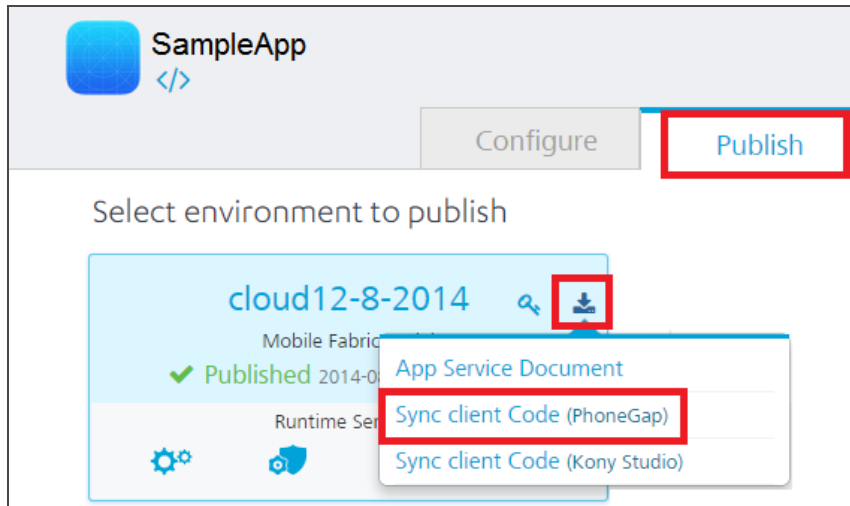 SampleApp
</>
Configure
Publish
Select environment to publish
cloud12-8-2014
Mobile Fabric
Published 2014-0
App Service Document
Runtime Ser
Sync client Code (PhoneGap)
Sync client Code (Kony Studio)